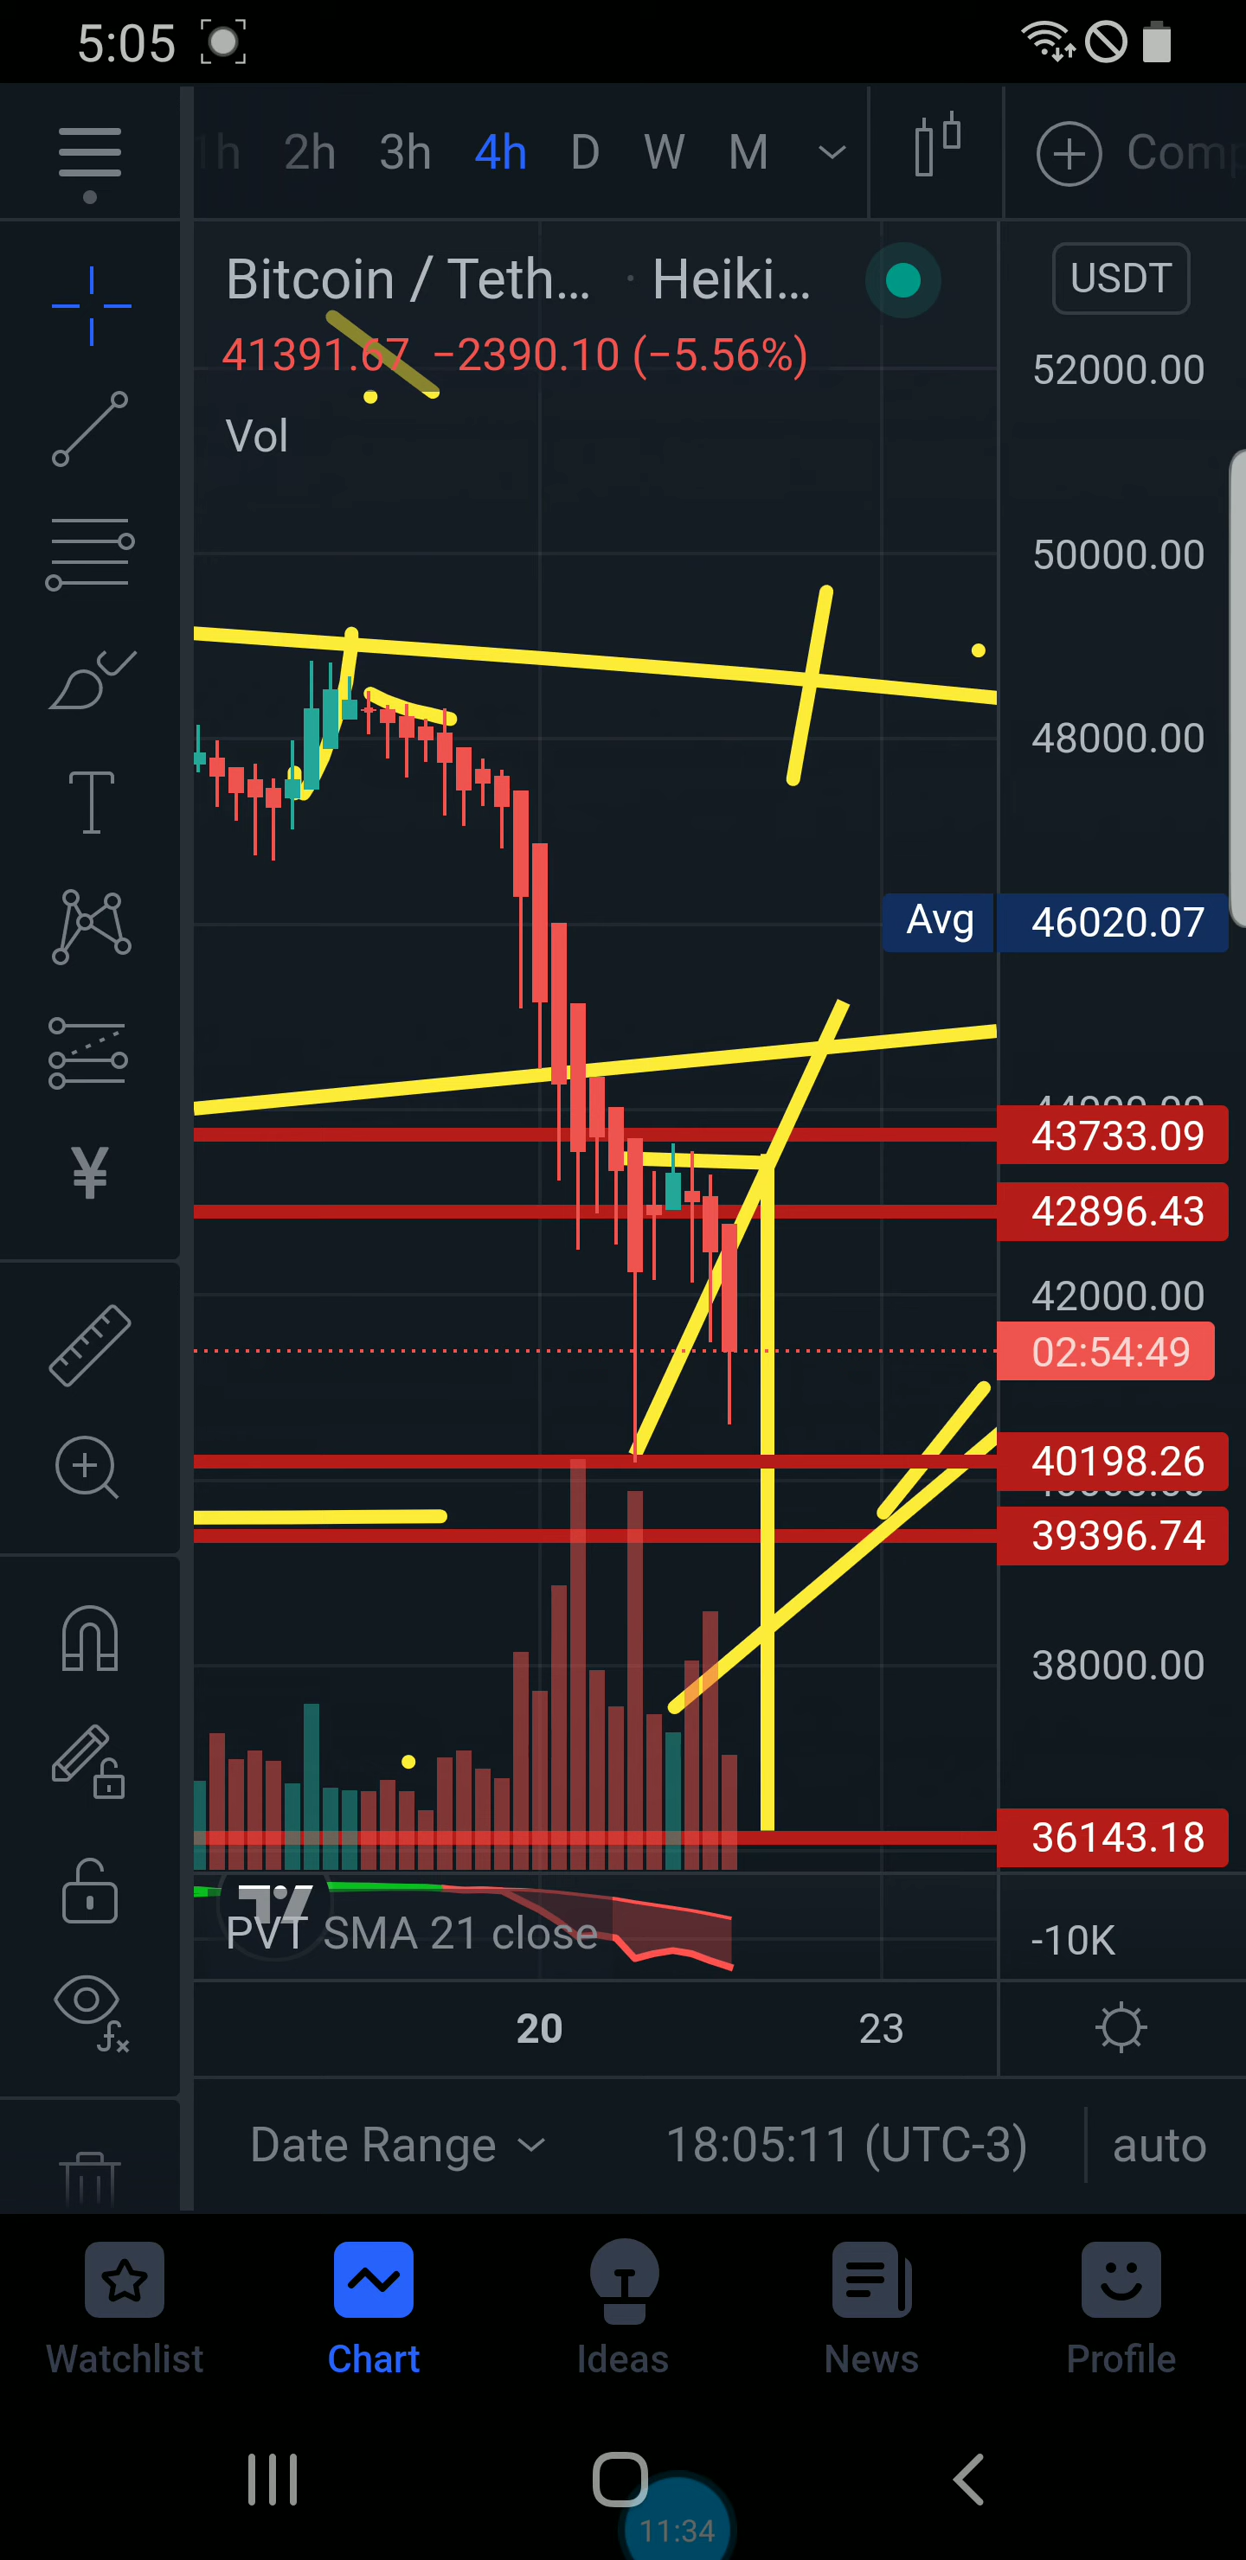 5:05
1h 2h 3h 4h D W M Comp
Bitcoin / Teth... · Heiki...
USDT
41391.67 −2390.10 (−5.56%)
52000.00
Vol
50000.00
48000.00
Avg 46020.07
43733.09
42896.43
42000.00
02:54:49
40198.26
39396.74
38000.00
36143.18
PVT SMA 21 close
-10K
20 23
Date Range 18:05:11 (UTC-3) auto
Watchlist Chart Ideas News Profile
11:34